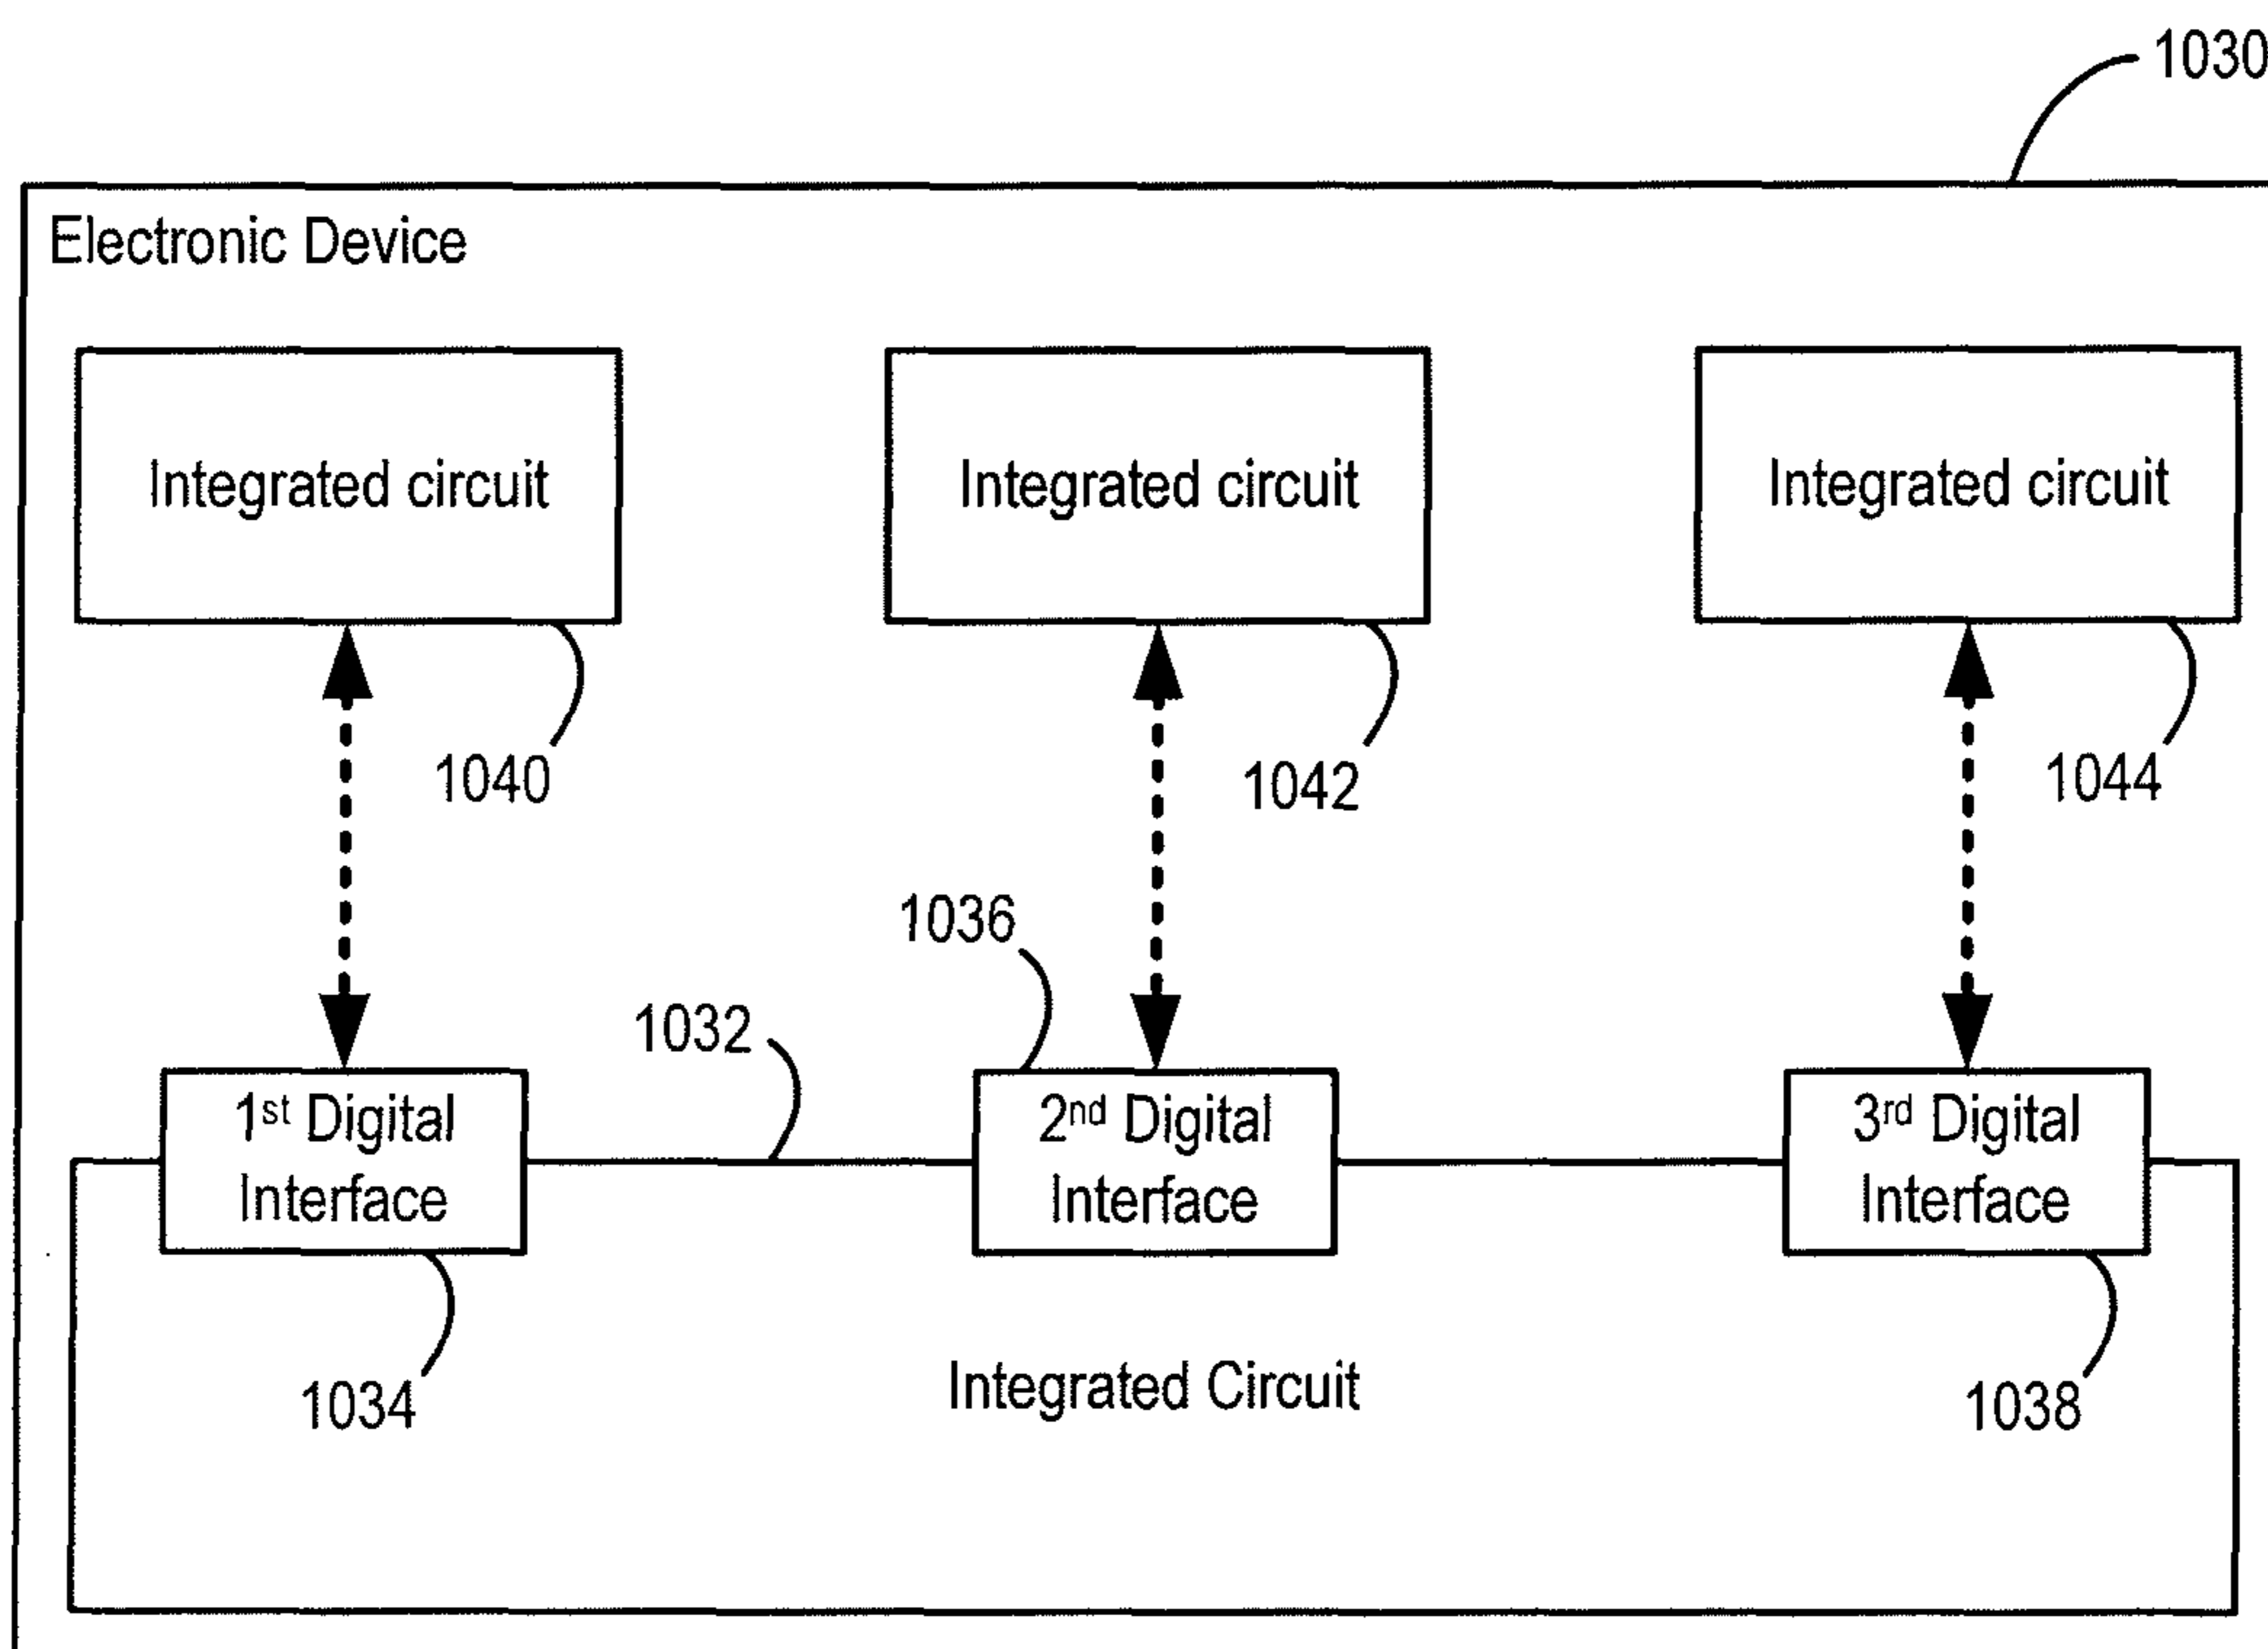 1030
Electronic Device
Integrated circuit
Integrated circuit
Integrated circuit
1040
1042
1044
1036
1032
1st Digital
Interface
2nd Digital
Interface
3rd Digital
Interface
1034
Integrated Circuit
1038